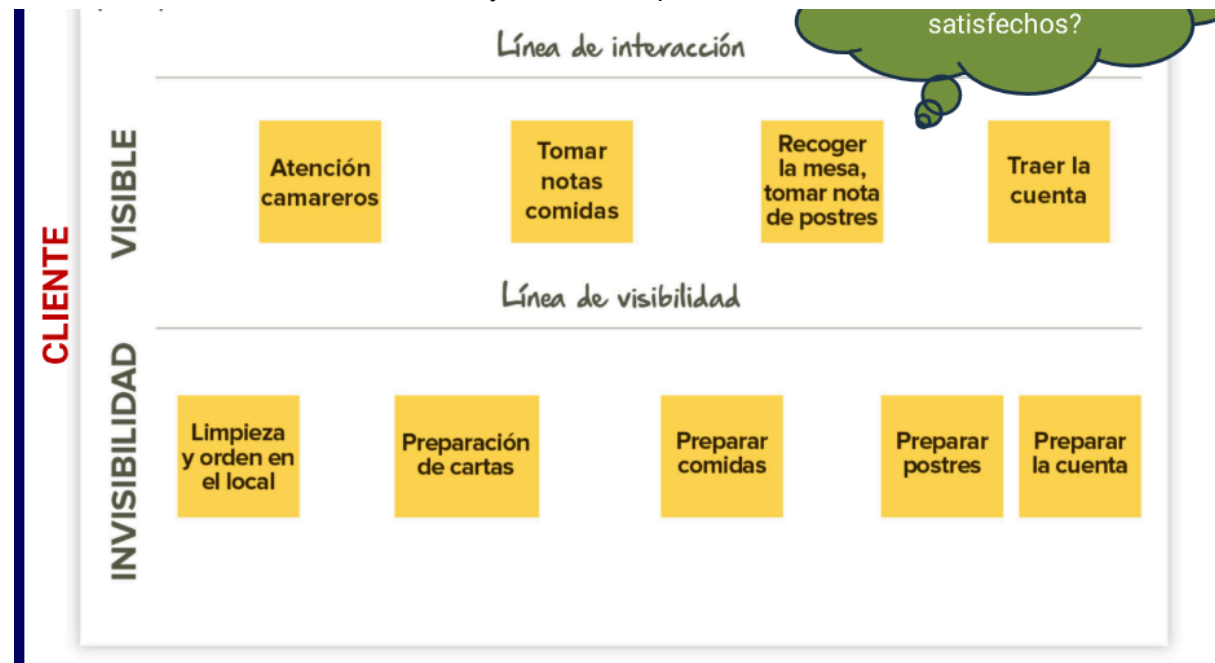 satisfechos?
Línea de interacción
CLIENTE
VISIBLE
Atención
camareros
Tomar
notas
comidas
Recoger
la mesa,
tomar nota
de postres
Traer la
cuenta
Línea de visibilidad
INVISIBILIDAD
Limpieza
y orden en
el local
Preparación
de cartas
Preparar
comidas
Preparar
postres
Preparar
la cuenta